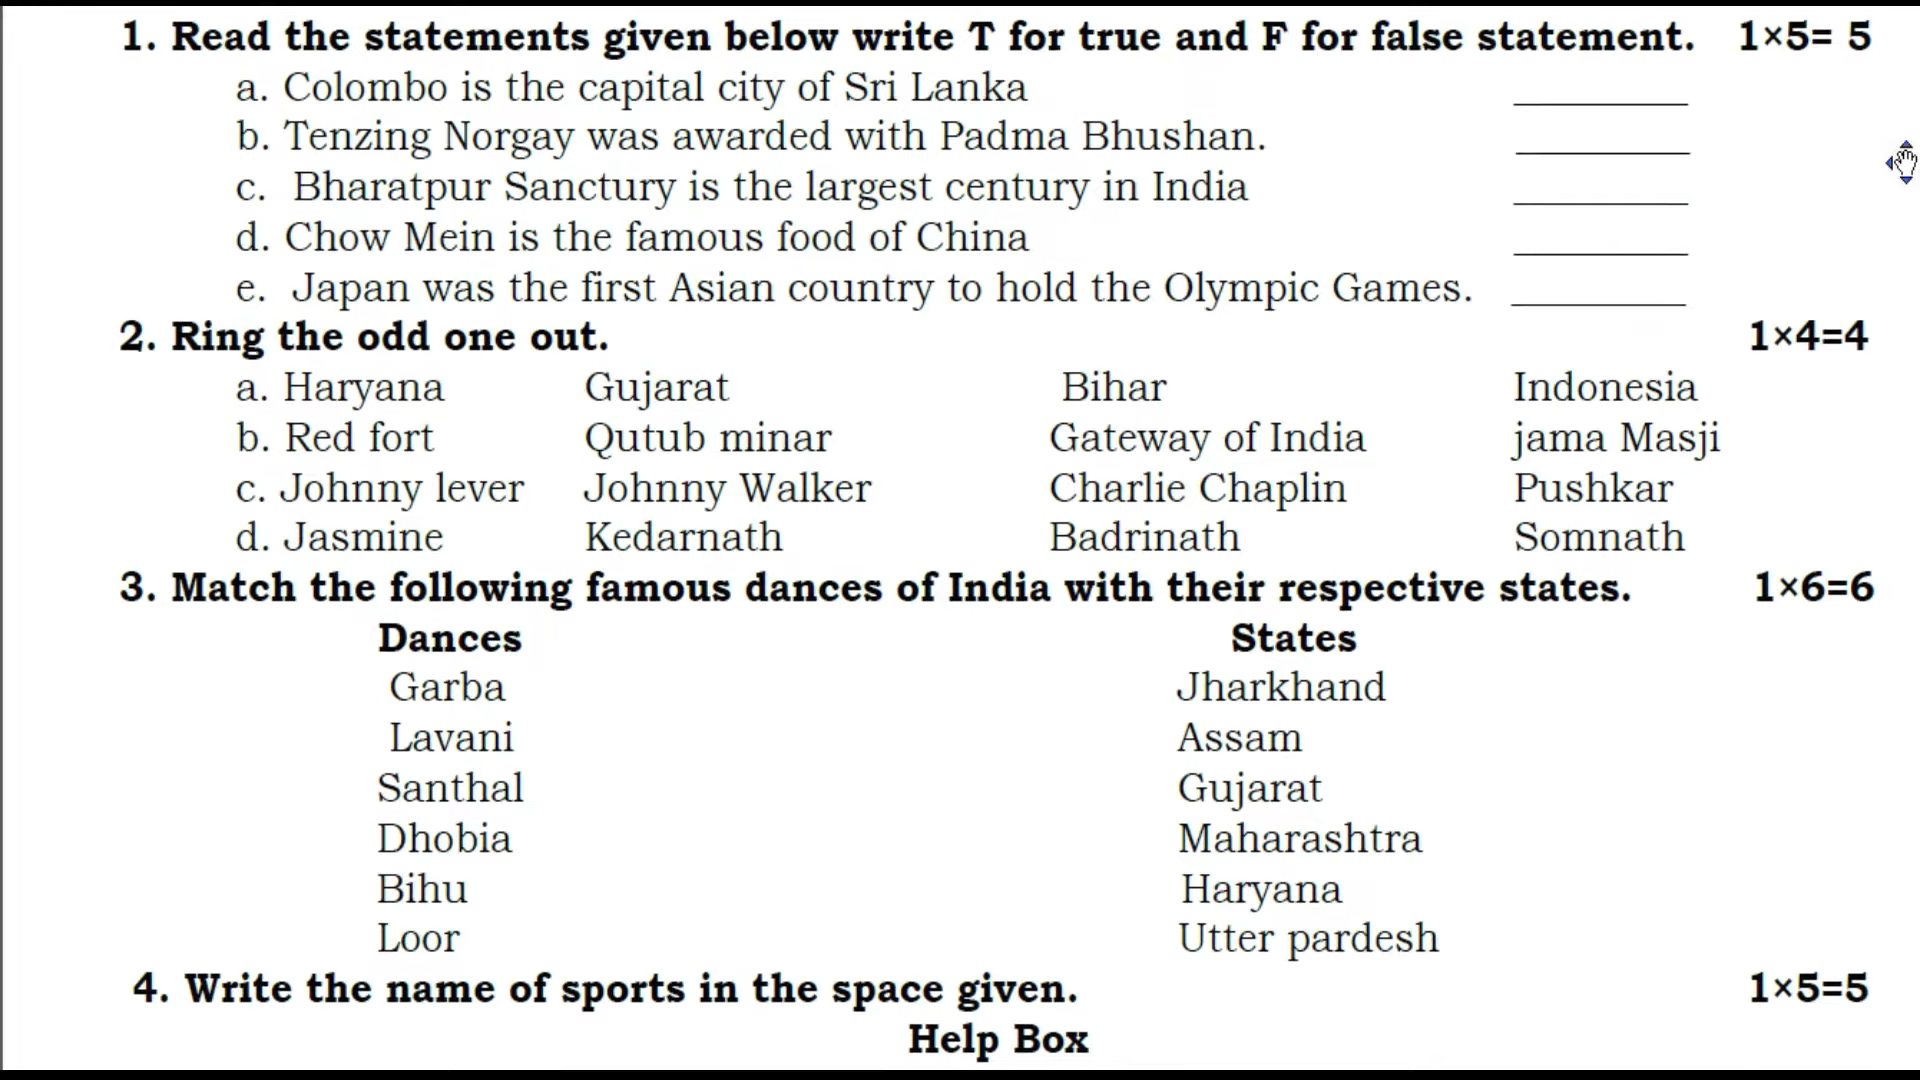 1. Read the statements given below write T for true and F for false statement. 1×5= 5
a. Colombo is the capital city of Sri Lanka ________
b. Tenzing Norgay was awarded with Padma Bhushan. ________
c. Bharatpur Sanctury is the largest century in India ________
d. Chow Mein is the famous food of China ________
e. Japan was the first Asian country to hold the Olympic Games. ________
2. Ring the odd one out. 1×4=4
a. Haryana Gujarat Bihar Indonesia
b. Red fort Qutub minar Gateway of India jama Masji
c. Johnny lever Johnny Walker Charlie Chaplin Pushkar
d. Jasmine Kedarnath Badrinath Somnath
3. Match the following famous dances of India with their respective states. 1×6=6
Dances States
Garba Jharkhand
Lavani Assam
Santhal Gujarat
Dhobia Maharashtra
Bihu Haryana
Loor Utter pardesh
4. Write the name of sports in the space given. 1×5=5
Help Box